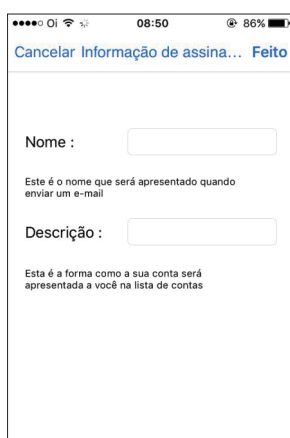 Oi 08:50 86%
Cancelar Informação de assina... Feito
Nome :
Este é o nome que será apresentado quando
enviar um e-mail
Descrição :
Esta é a forma como a sua conta será
apresentada a você na lista de contas